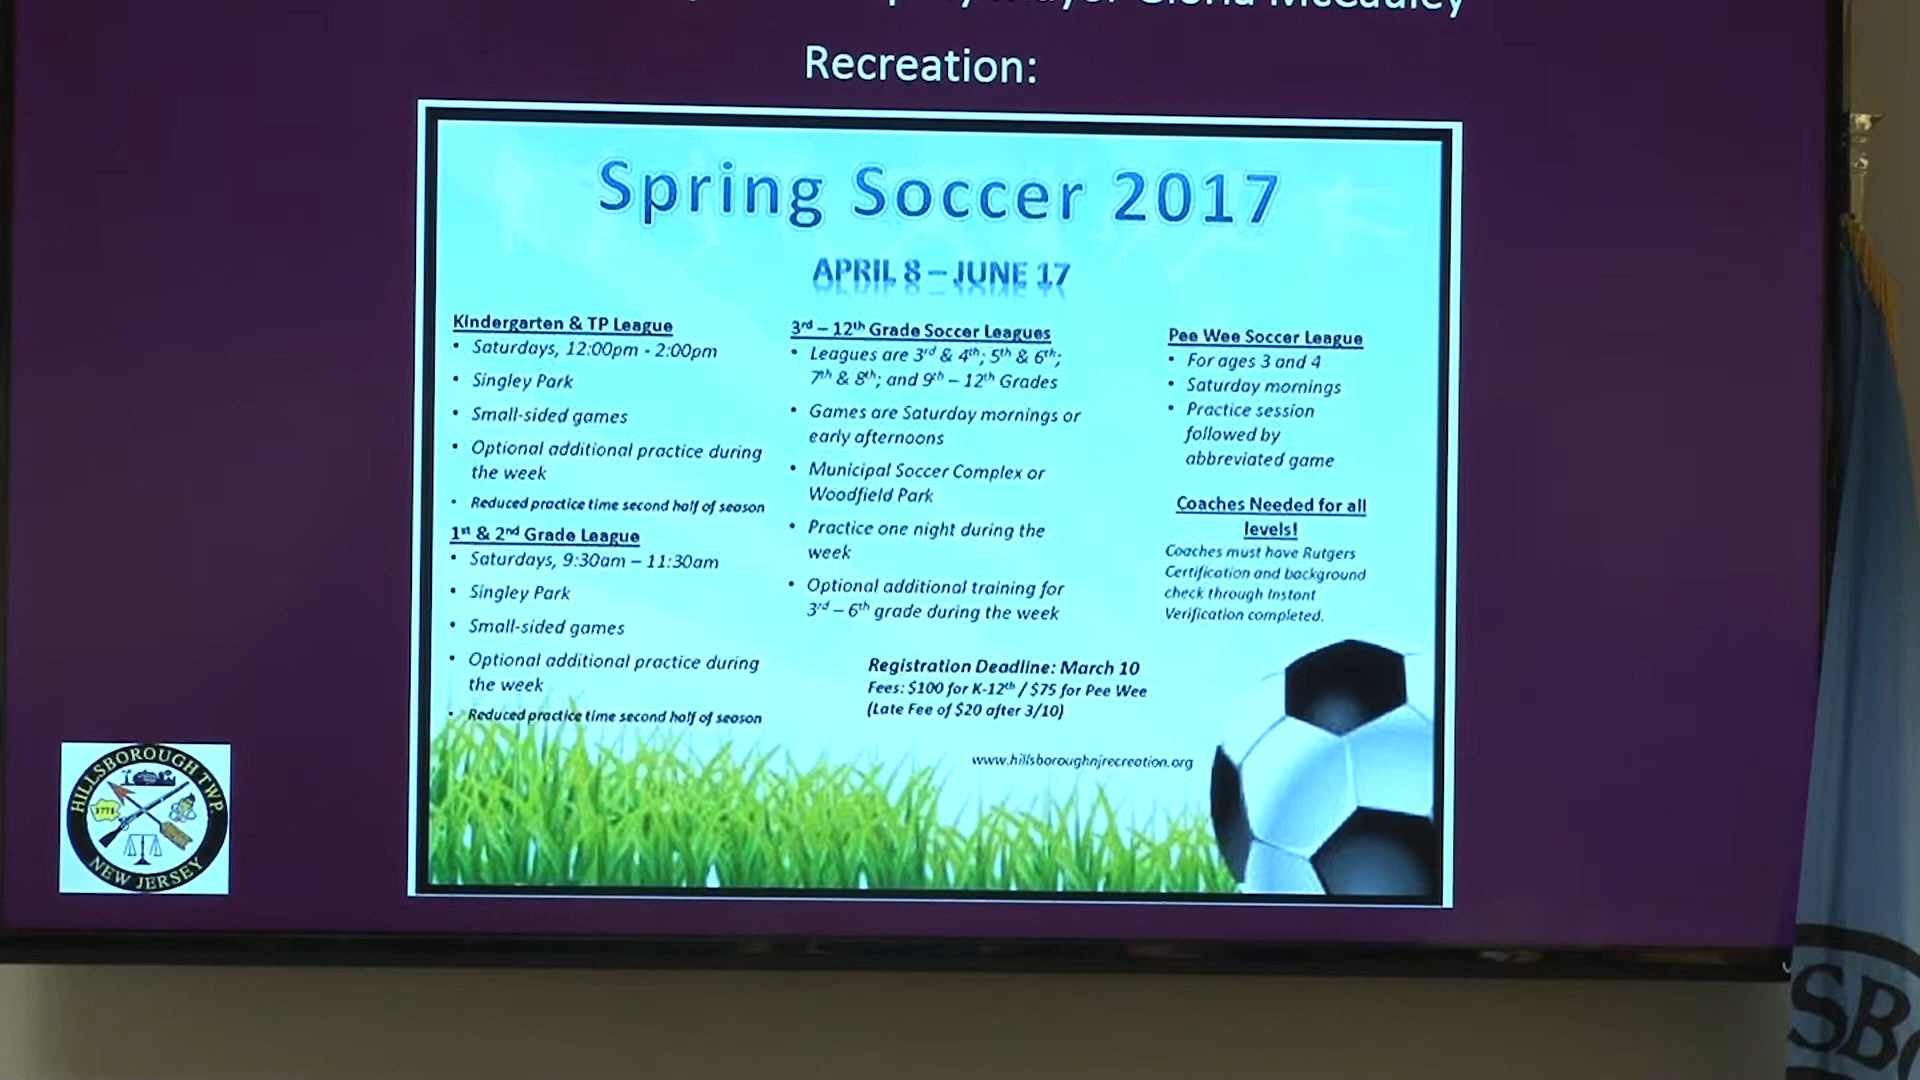 Mayor Gloria McCauley
Recreation:
Spring Soccer 2017
APRIL 8 – JUNE 17
Kindergarten & TP League
• Saturdays, 12:00pm - 2:00pm
• Singley Park
• Small-sided games
• Optional additional practice during
the week
• Reduced practice time second half of season
1st & 2nd Grade League
• Saturdays, 9:30am – 11:30am
• Singley Park
• Small-sided games
• Optional additional practice during
the week
• Reduced practice time second half of season
3rd – 12th Grade Soccer Leagues
• Leagues are 3rd & 4th; 5th & 6th;
7th & 8th; and 9th – 12th Grades
• Games are Saturday mornings or
early afternoons
• Municipal Soccer Complex or
Woodfield Park
• Practice one night during the
week
• Optional additional training for
3rd – 6th grade during the week
Pee Wee Soccer League
• For ages 3 and 4
• Saturday mornings
• Practice session
followed by
abbreviated game
Coaches Needed for all
levels!
Coaches must have Rutgers
Certification and background
check through Instant
Verification completed.
Registration Deadline: March 10
Fees: $100 for K-12th / $75 for Pee Wee
(Late Fee of $20 after 3/10)
www.hillsboroughnjrecreation.org
HILLSBOROUGH TWP.
1771
NEW JERSEY
SBO